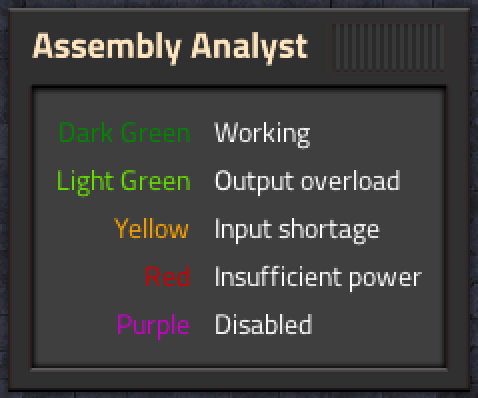 Assembly Analyst
Dark Green Working
Light Green Output overload
Yellow Input shortage
Red Insufficient power
Purple Disabled